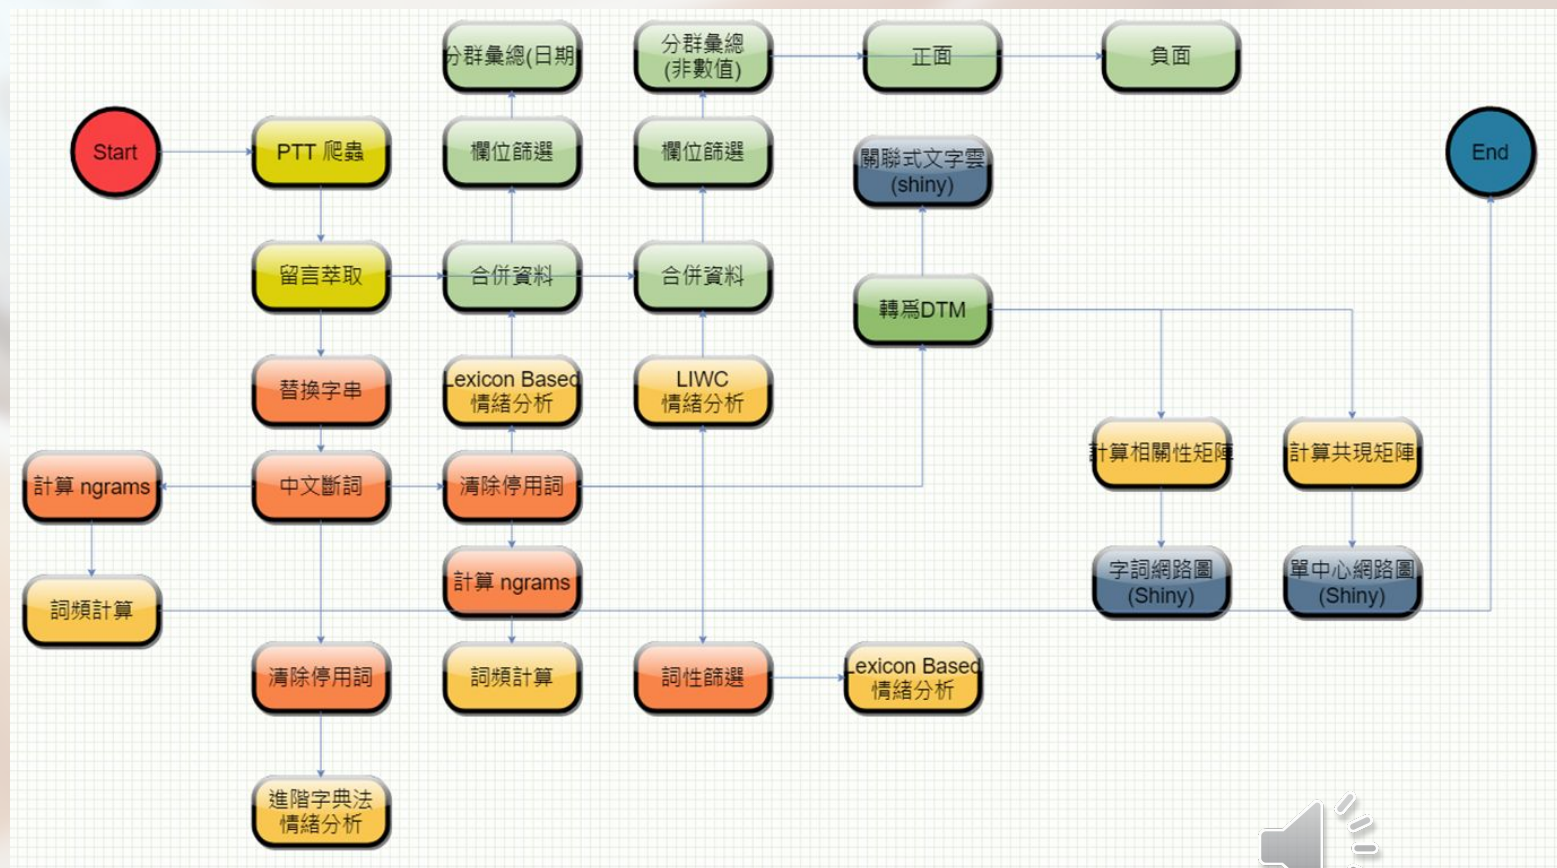 分群彙總(日期
分群彙總
(非數值)
正面
負面
Start
PTT 爬蟲
欄位篩選
欄位篩選
關聯式文字雲
(shiny)
End
留言萃取
合併資料
合併資料
轉爲DTM
替換字串
Lexicon Based
情緒分析
LIWC
情緒分析
計算相關性矩陣
計算共現矩陣
計算 ngrams
中文斷詞
清除停用詞
計算 ngrams
字詞網路圖
(Shiny)
單中心網路圖
(Shiny)
詞頻計算
清除停用詞
詞頻計算
詞性篩選
Lexicon Based
情緒分析
進階字典法
情緒分析